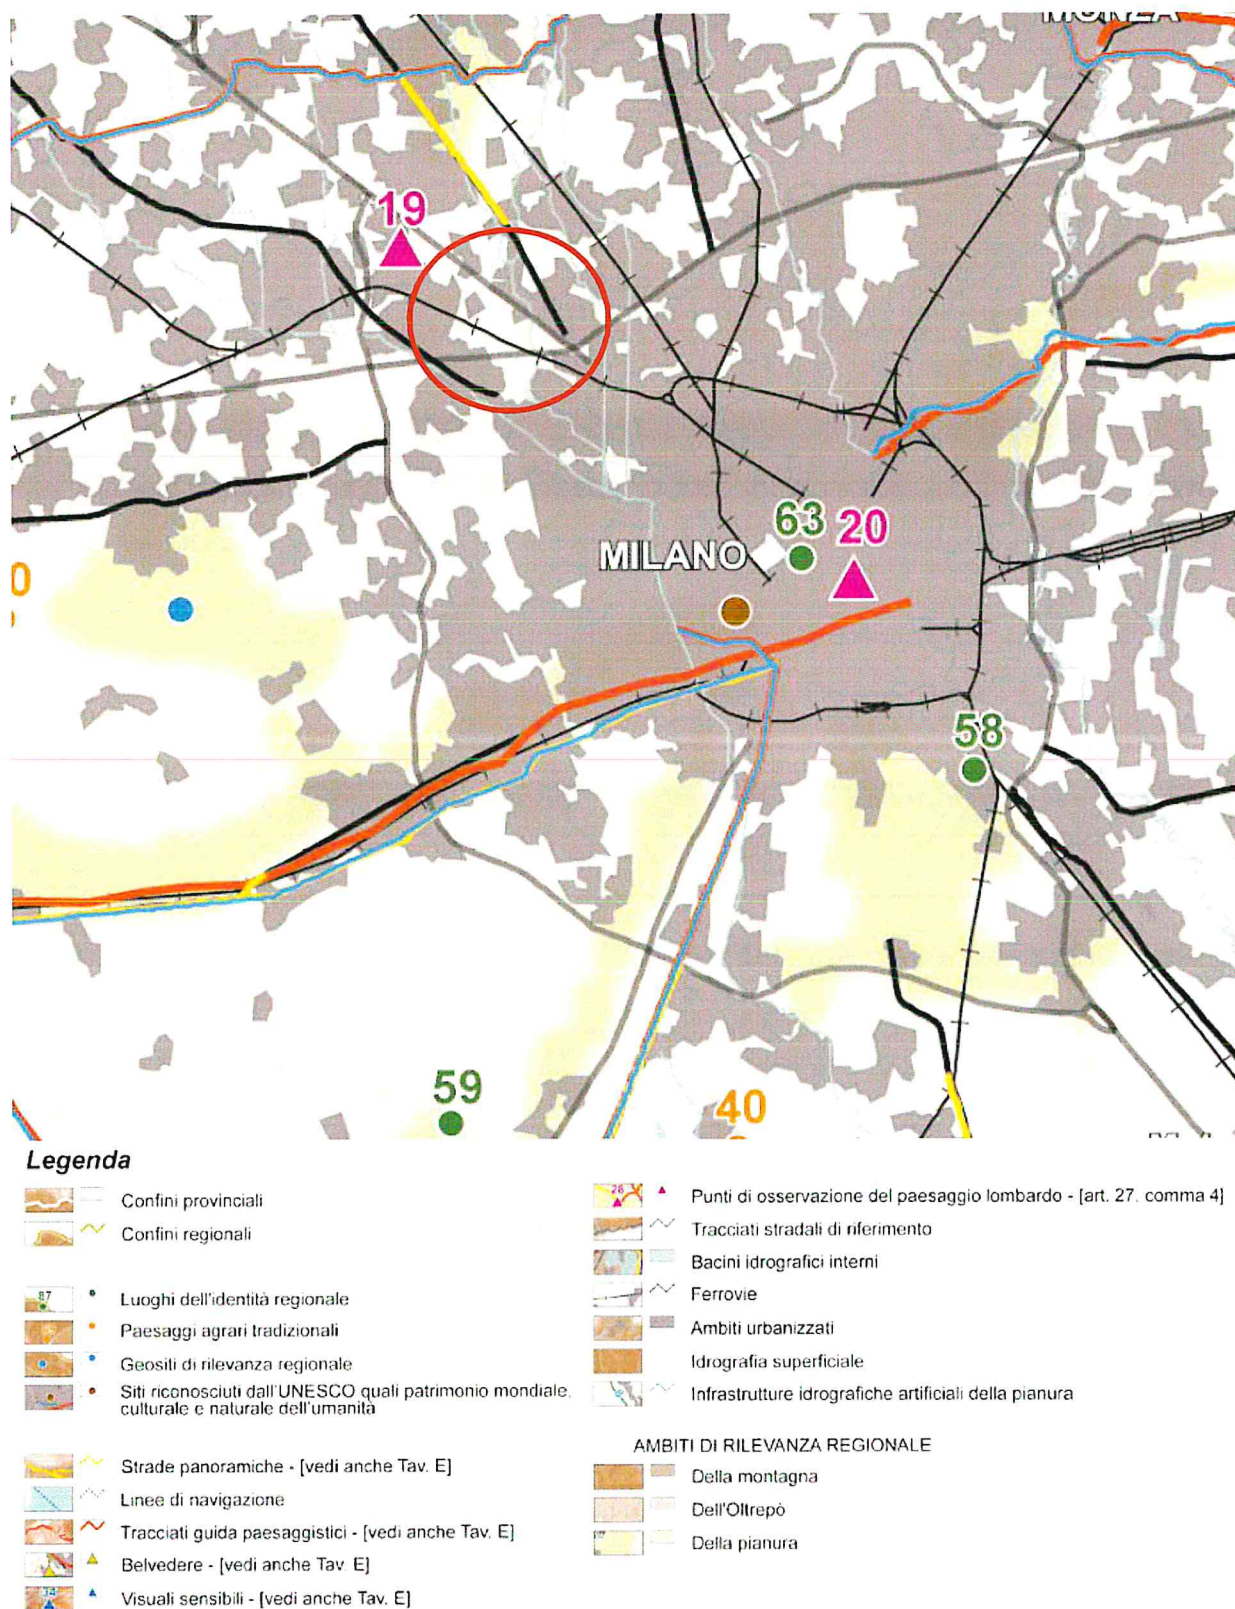 MONZA
19
63
20
MILANO
0
58
59
40
Legenda
Confini provinciali
Confini regionali
87
Luoghi dell'identità regionale
Paesaggi agrari tradizionali
Geositi di rilevanza regionale
Siti riconosciuti dall'UNESCO quali patrimonio mondiale,
culturale e naturale dell'umanità
Strade panoramiche - [vedi anche Tav. E]
Linee di navigazione
Tracciati guida paesaggistici - [vedi anche Tav. E]
Belvedere - [vedi anche Tav. E]
34
Visuali sensibili - [vedi anche Tav. E]
28
Punti di osservazione del paesaggio lombardo - [art. 27. comma 4]
Tracciati stradali di riferimento
Bacini idrografici interni
Ferrovie
Ambiti urbanizzati
Idrografia superficiale
Infrastrutture idrografiche artificiali della pianura
AMBITI DI RILEVANZA REGIONALE
Della montagna
Dell'Oltrepò
Della pianura